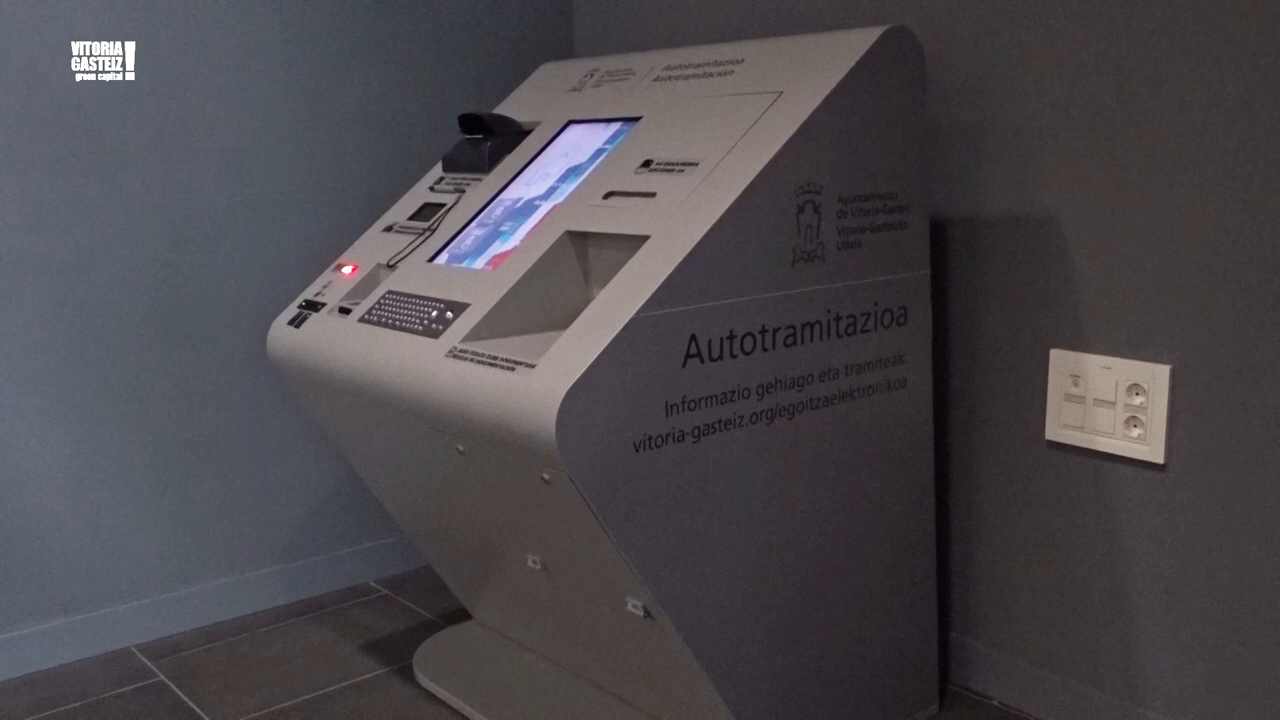 VITORIA
GASTEIZ!
green capital
Autotramitazioa
Autotramitación
Ayuntamiento
de Vitoria-Gasteiz
Vitoria-Gasteizko
Udala
Autotramitazioa
Informazio gehiago eta tramiteak:
vitoria-gasteiz.org/egoitzaelektronikoa